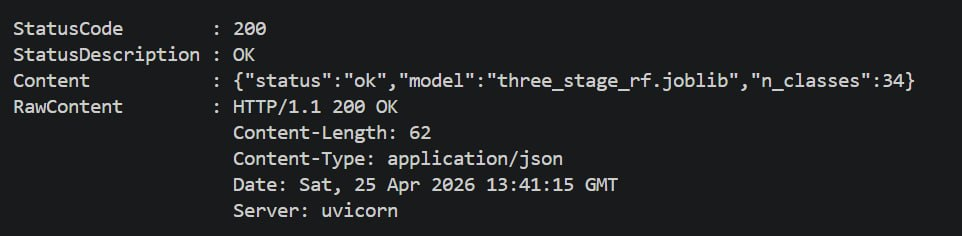 StatusCode        : 200
StatusDescription : OK
Content           : {"status":"ok","model":"three_stage_rf.joblib","n_classes":34}
RawContent        : HTTP/1.1 200 OK
                    Content-Length: 62
                    Content-Type: application/json
                    Date: Sat, 25 Apr 2026 13:41:15 GMT
                    Server: uvicorn